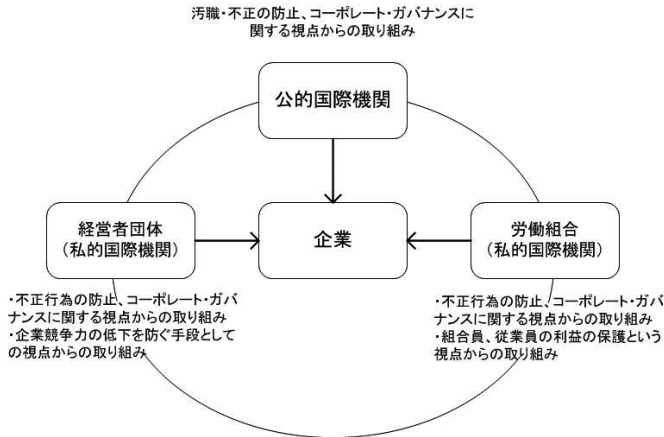 汚職・不正の防止、コーポレート・ガバナンスに
関する視点からの取り組み
公的国際機関
経営者団体
（私的国際機関）
企業
労働組合
（私的国際機関）
・不正行為の防止、コーポレート・ガバ
ナンスに関する視点からの取り組み
・企業競争力の低下を防ぐ手段として
の視点からの取り組み
・不正行為の防止、コーポレート・ガバ
ナンスに関する視点からの取り組み
・組合員、従業員の利益の保護という
視点からの取り組み